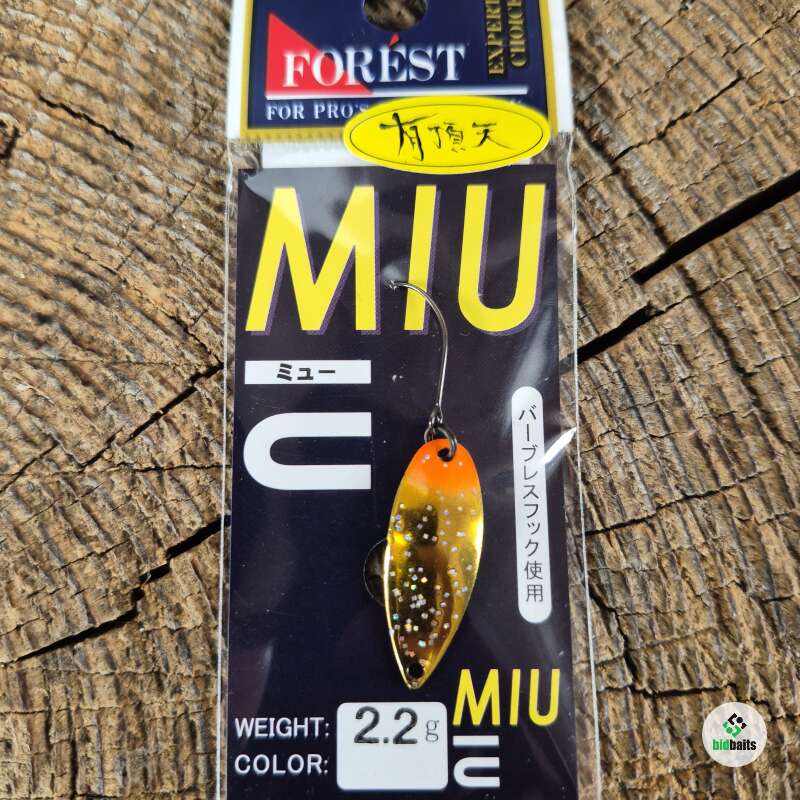 FORÉST
EXPERT
CHOICE
FOR PRO'S
有頂天
MIU
ミュー
バーブレスフック使用
MIU
WEIGHT: 2.2g
COLOR:
bidbaits